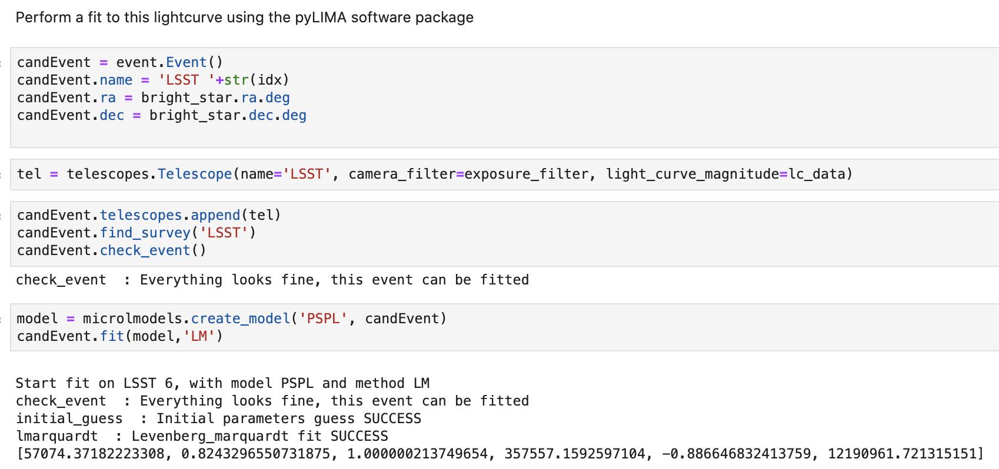 Perform a fit to this lightcurve using the pyLIMA software package
candEvent = event.Event()
candEvent.name = 'LSST '+str(idx)
candEvent.ra = bright_star.ra.deg
candEvent.dec = bright_star.dec.deg
tel = telescopes.Telescope(name='LSST', camera_filter=exposure_filter, light_curve_magnitude=lc_data)
candEvent.telescopes.append(tel)
candEvent.find_survey('LSST')
candEvent.check_event()
check_event  : Everything looks fine, this event can be fitted
model = microlmodels.create_model('PSPL', candEvent)
candEvent.fit(model,'LM')
Start fit on LSST 6, with model PSPL and method LM
check_event  : Everything looks fine, this event can be fitted
initial_guess  : Initial parameters guess SUCCESS
lmarquardt  : Levenberg_marquardt fit SUCCESS
[57074.37182223308, 0.8243296550731875, 1.000000213749654, 357557.1592597104, −0.886646832413759, 12190961.721315151]